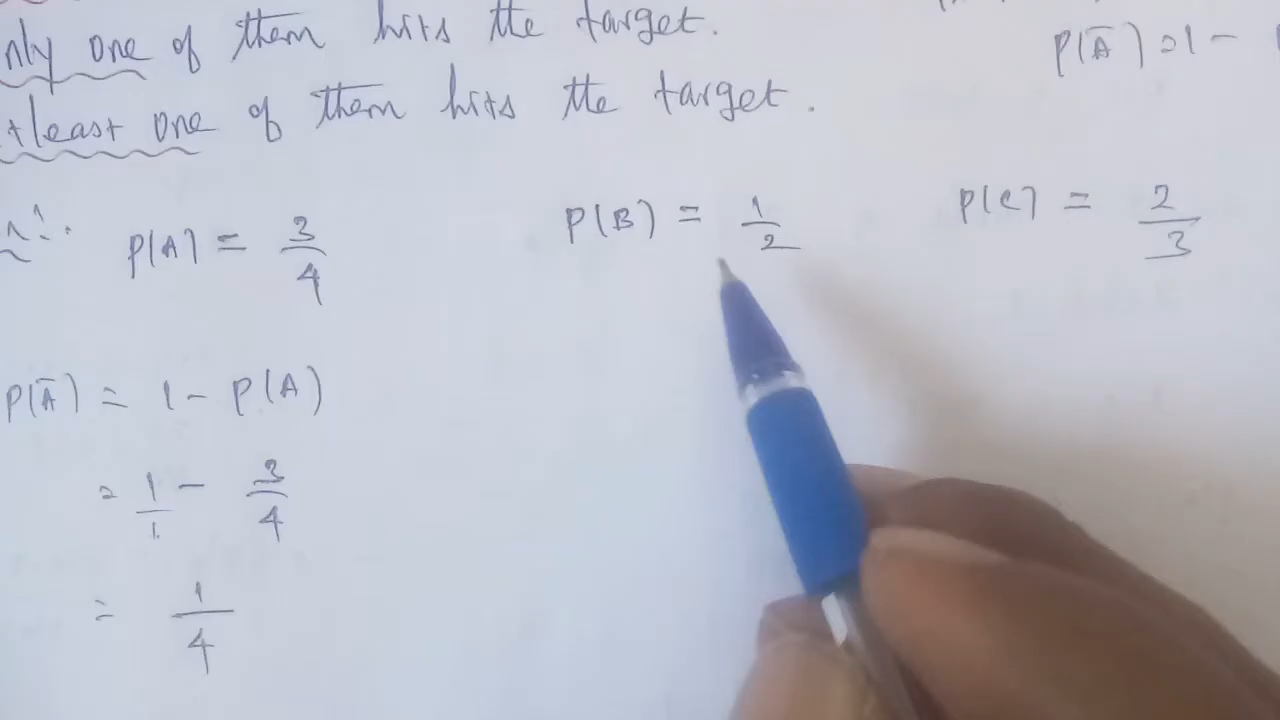 nly one of them hits the target.
P(Ā) = 1 -
tleast one of them hits the target.
P(A) = 3/4 P(B) = 1/2 P(C) = 2/3
P(Ā) = 1 - P(A)
= 1/1 - 3/4
= 1/4